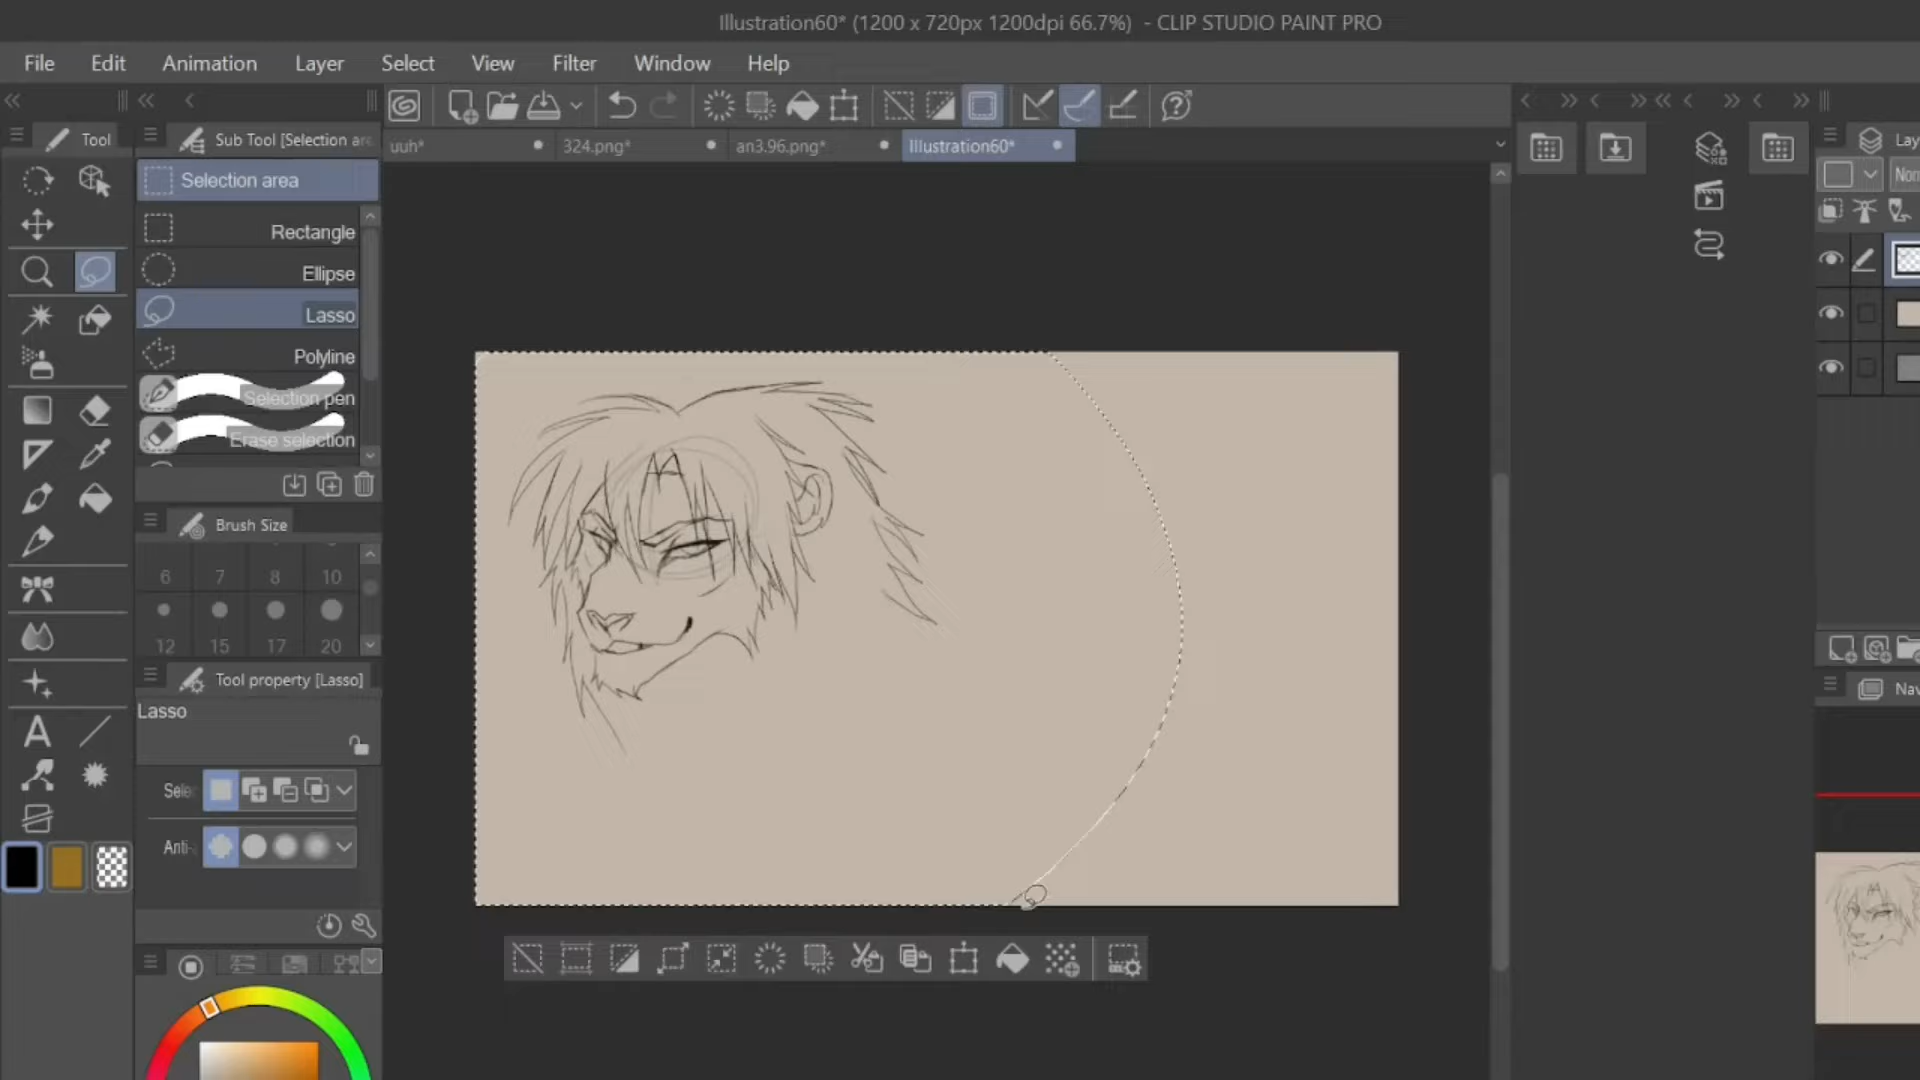 Illustration60* (1200 x 720px 1200dpi 66.7%) - CLIP STUDIO PAINT PRO
File Edit Animation Layer Select View Filter Window Help
Tool
Sub Tool [Selection are
uuh*
324.png*
an3.96.png*
Illustration60*
Lay
Selection area
Nor
Rectangle
Ellipse
Lasso
Polyline
Selection pen
Erase selection
Brush Size
6 7 8 10
12 15 17 20
Tool property [Lasso]
Nav
Lasso
Sele
Anti-
A